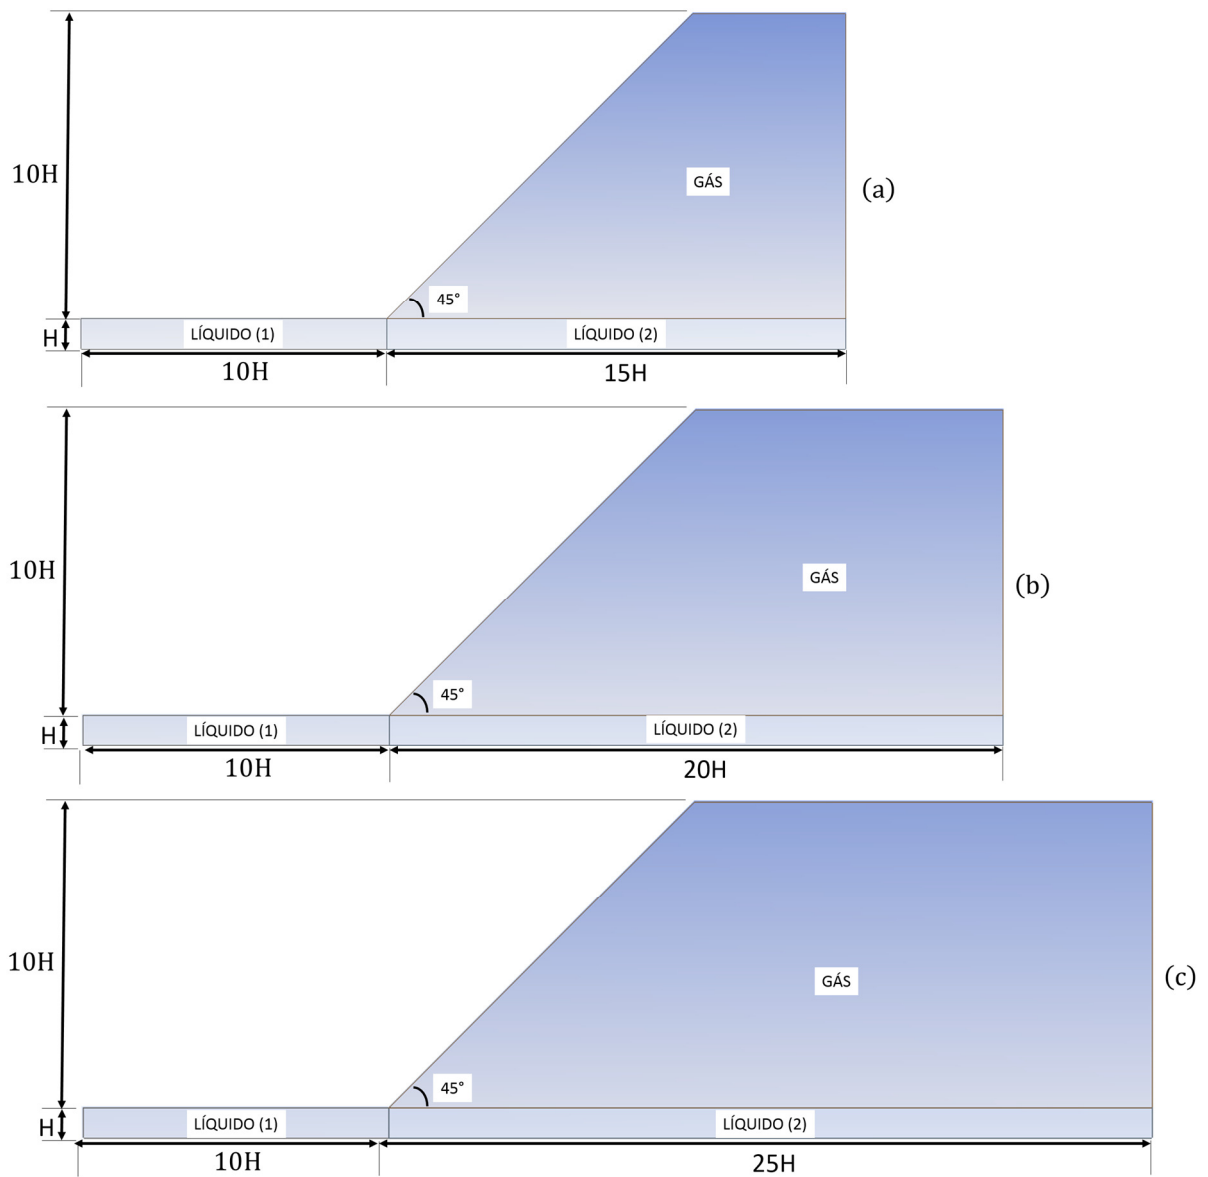 10H
GÁS
(a)
45°
H
LÍQUIDO (1)
LÍQUIDO (2)
10H
15H
10H
GÁS
(b)
45°
H
LÍQUIDO (1)
LÍQUIDO (2)
10H
20H
10H
GÁS
(c)
45°
H
LÍQUIDO (1)
LÍQUIDO (2)
10H
25H